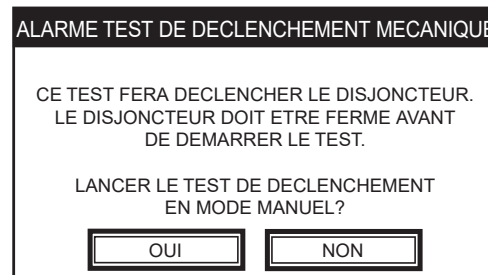 ALARME TEST DE DECLENCHEMENT MECANIQUE
CE TEST FERA DECLENCHER LE DISJONCTEUR.
LE DISJONCTEUR DOIT ETRE FERME AVANT
DE DEMARRER LE TEST.
LANCER LE TEST DE DECLENCHEMENT
EN MODE MANUEL?
OUI
NON